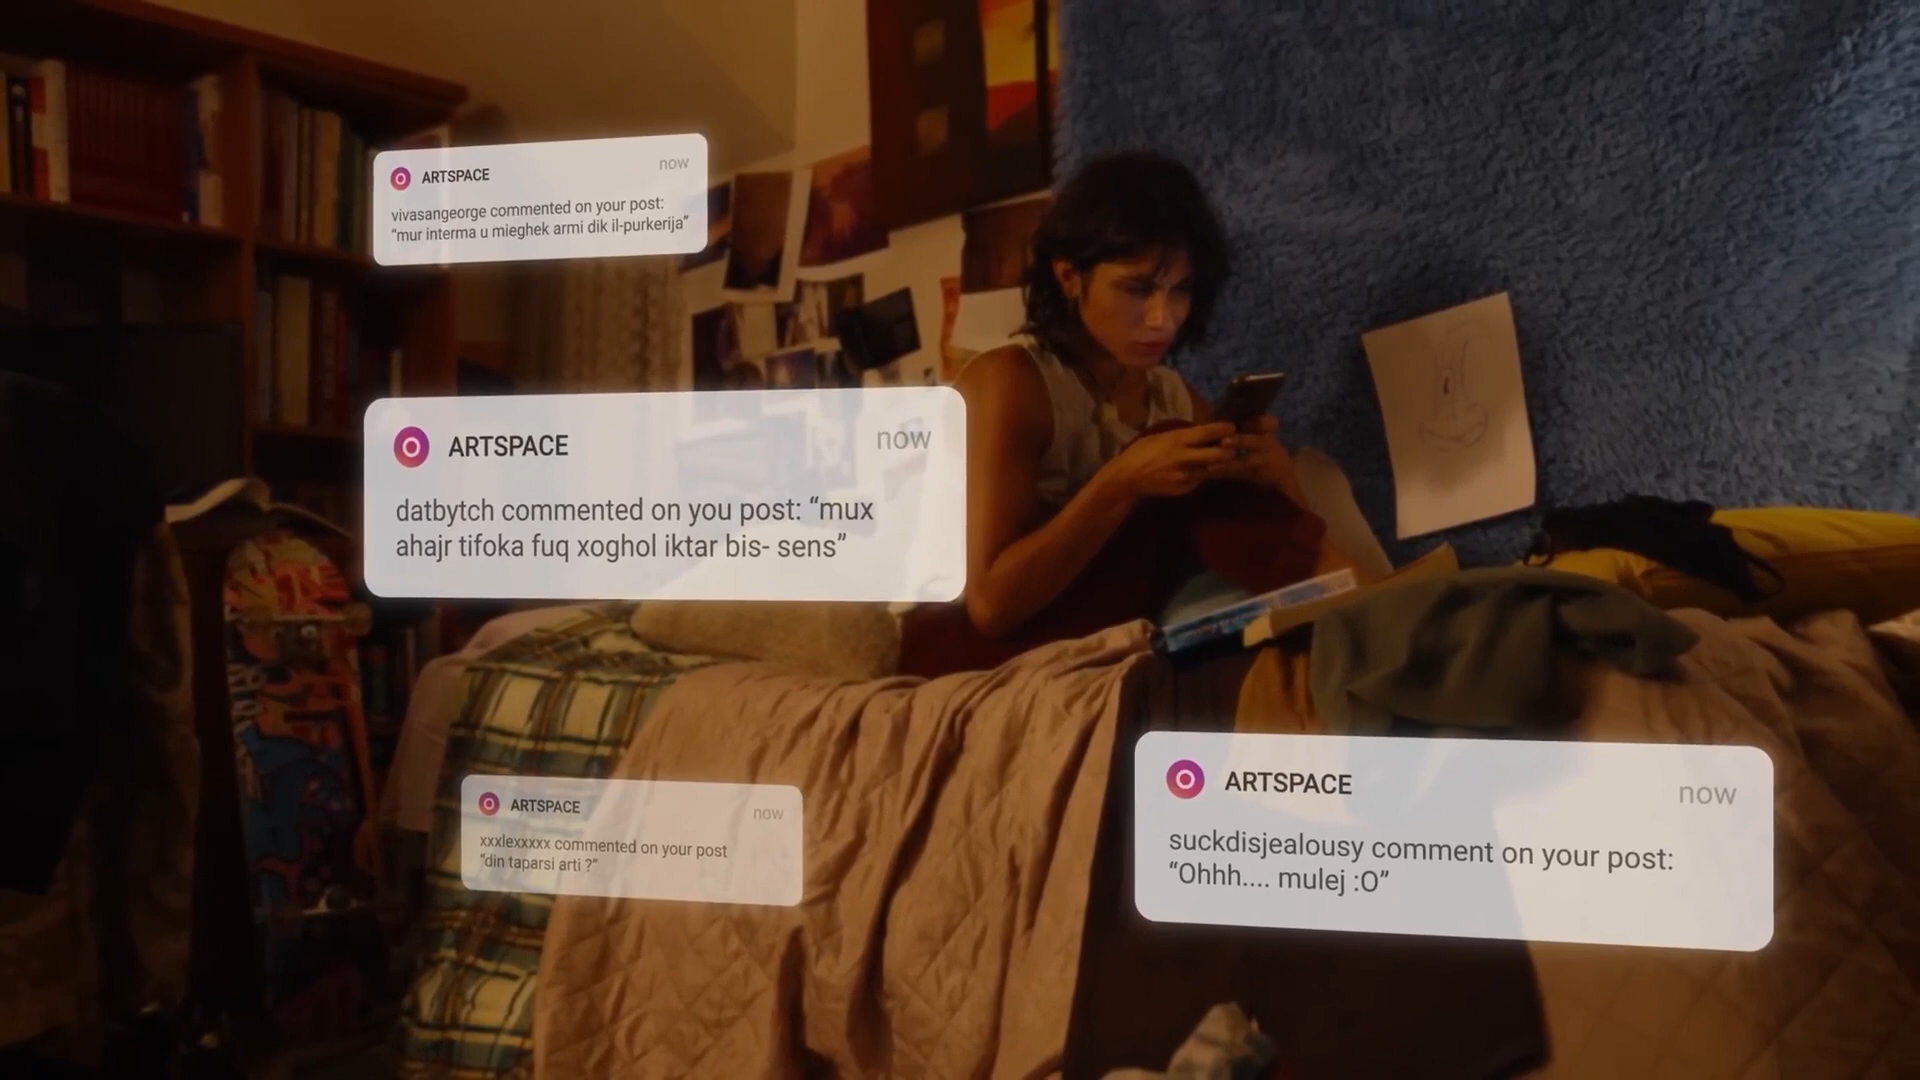 ARTSPACE
now
vivasangeorge commented on your post:
“mur interma u mieghek armi dik il-purkerija”
ARTSPACE
now
datbytch commented on you post: “mux
ahajr tifoka fuq xoghol iktar bis- sens”
ARTSPACE
now
xxxlexxxxx commented on your post
“din taparsi arti ?”
ARTSPACE
now
suckdisjealousy comment on your post:
“Ohhh.... mulej :O”